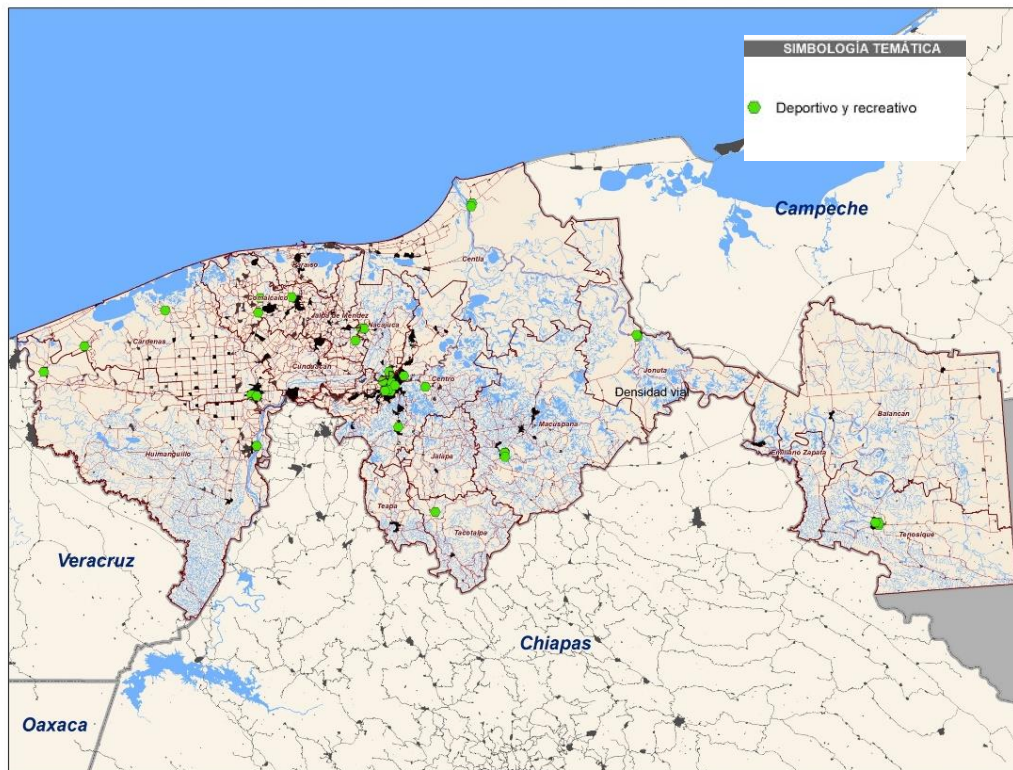 SIMBOLOGÍA TEMÁTICA
Deportivo y recreativo
Campeche
Centla
Paraíso
Comalcalco
Jalpa de Méndez
Nacajuca
Cárdenas
Cunduacán
Centro
Jonuta
Densidad vial
Balancán
Macuspana
Huimanguillo
Jalapa
Emiliano Zapata
Teapa
Tacotalpa
Tenosique
Veracruz
Chiapas
Oaxaca